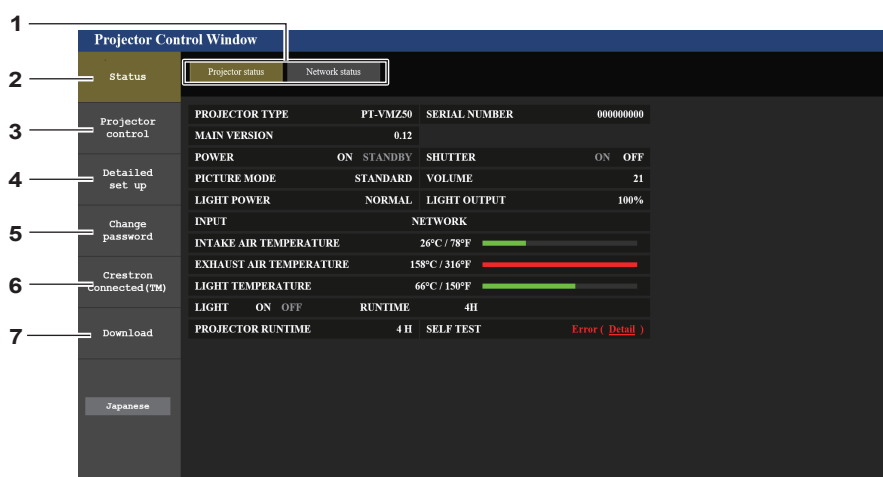 1
Projector Control Window
2
Status
Projector status Network status
3
Projector
control
PROJECTOR TYPE PT-VMZ50 SERIAL NUMBER 000000000
MAIN VERSION 0.12
POWER ON STANDBY SHUTTER ON OFF
4
Detailed
set up
PICTURE MODE STANDARD VOLUME 21
LIGHT POWER NORMAL LIGHT OUTPUT 100%
5
Change
password
INPUT NETWORK
INTAKE AIR TEMPERATURE 26°C / 78°F
EXHAUST AIR TEMPERATURE 158°C / 316°F
6
Crestron
Connected(TM)
LIGHT TEMPERATURE 66°C / 150°F
LIGHT ON OFF RUNTIME 4H
7
Download
PROJECTOR RUNTIME 4 H SELF TEST Error ( Detail )
Japanese